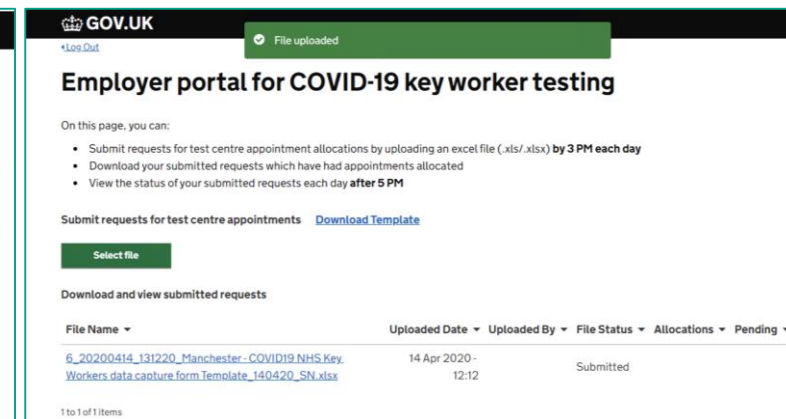 GOV.UK
File uploaded
Log Out
Employer portal for COVID-19 key worker testing
On this page, you can:
• Submit requests for test centre appointment allocations by uploading an excel file (.xls/.xlsx) by 3 PM each day
• Download your submitted requests which have had appointments allocated
• View the status of your submitted requests each day after 5 PM
Submit requests for test centre appointments Download Template
Select file
Download and view submitted requests
File Name Uploaded Date Uploaded By File Status Allocations Pending
6_20200414_131220_Manchester - COVID19 NHS Key
Workers data capture form Template_140420_SN.xlsx
14 Apr 2020 -
12:12
Submitted
1 to 1 of 1 items